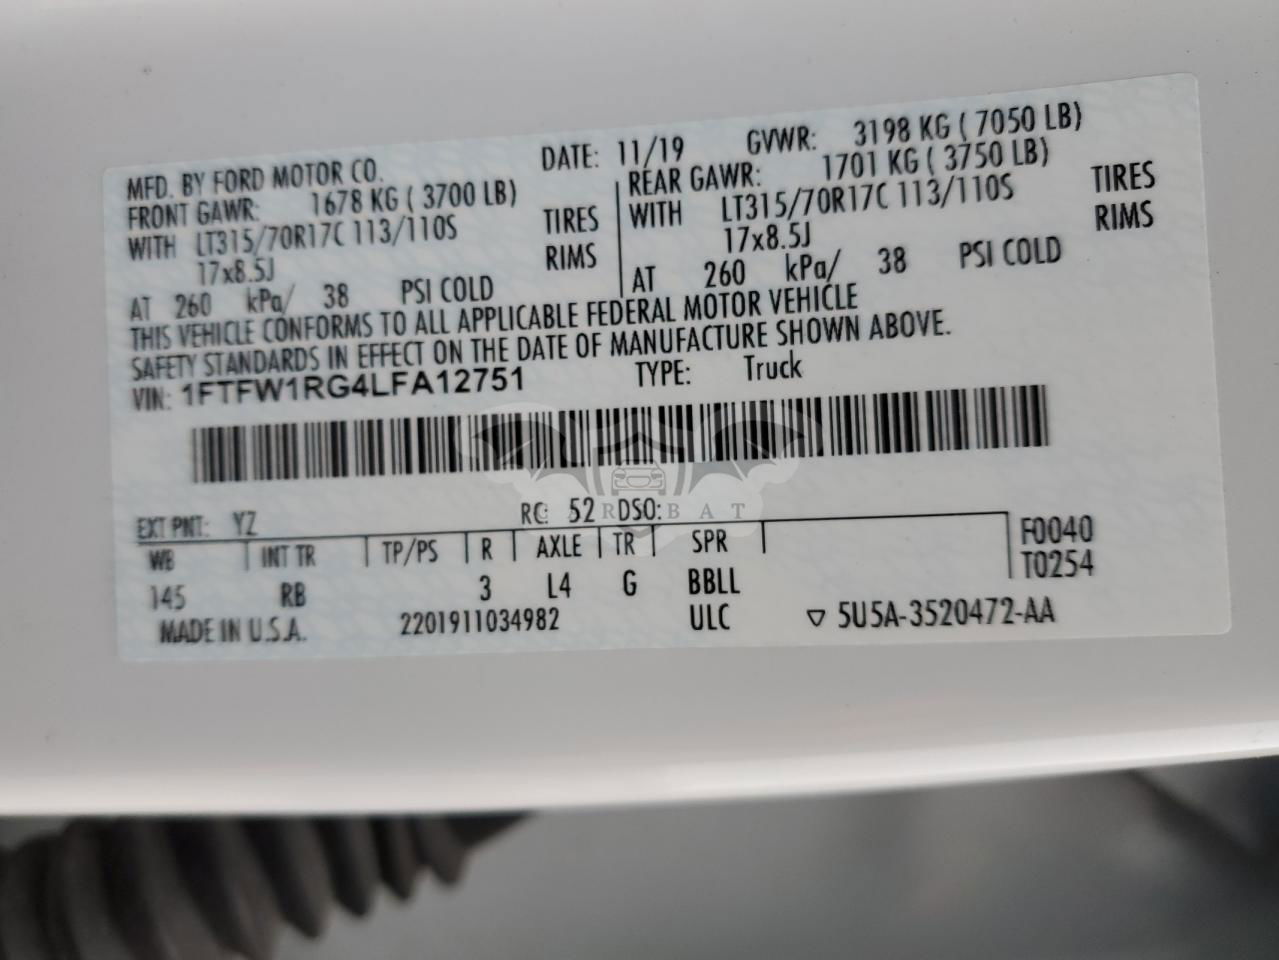 MFD. BY FORD MOTOR CO. DATE: 11/19 GVWR: 3198 KG ( 7050 LB)
FRONT GAWR: 1678 KG ( 3700 LB) REAR GAWR: 1701 KG ( 3750 LB)
WITH LT315/70R17C 113/110S TIRES WITH LT315/70R17C 113/110S TIRES
17x8.5J RIMS 17x8.5J RIMS
AT 260 kPa/ 38 PSI COLD AT 260 kPa/ 38 PSI COLD
THIS VEHICLE CONFORMS TO ALL APPLICABLE FEDERAL MOTOR VEHICLE
SAFETY STANDARDS IN EFFECT ON THE DATE OF MANUFACTURE SHOWN ABOVE.
VIN: 1FTFW1RG4LFA12751 TYPE: Truck
CARBAT
EXT PNT: YZ RC: 52 DSO:
WB INT TR TP/PS R AXLE TR SPR F0040
145 RB 3 L4 G BBLL T0254
MADE IN U.S.A. 2201911034982 ULC ▽ 5U5A-3520472-AA